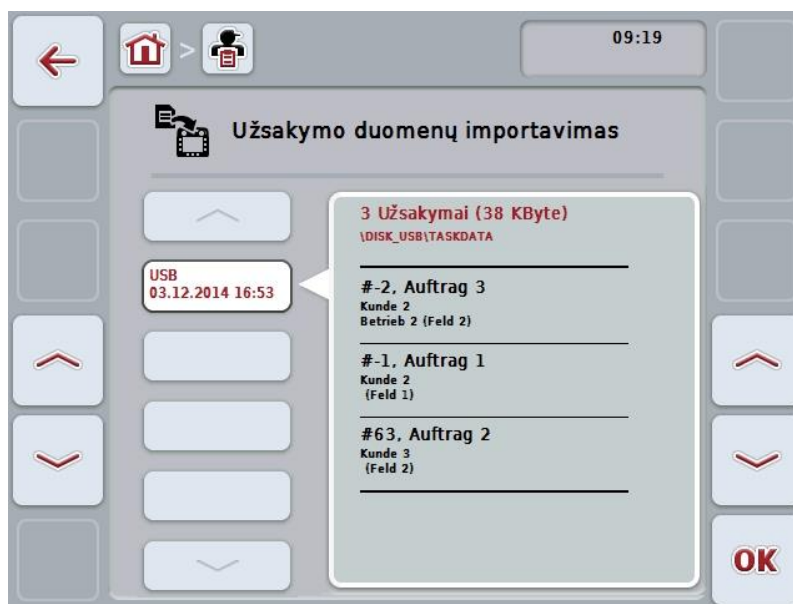 >
09:19
Užsakymo duomenų importavimas
3 Užsakymai (38 KByte)
\DISK_USB\TASKDATA
USB
03.12.2014 16:53
#-2, Auftrag 3
Kunde 2
Betrieb 2 (Feld 2)
#-1, Auftrag 1
Kunde 2
(Feld 1)
#63, Auftrag 2
Kunde 3
(Feld 2)
OK